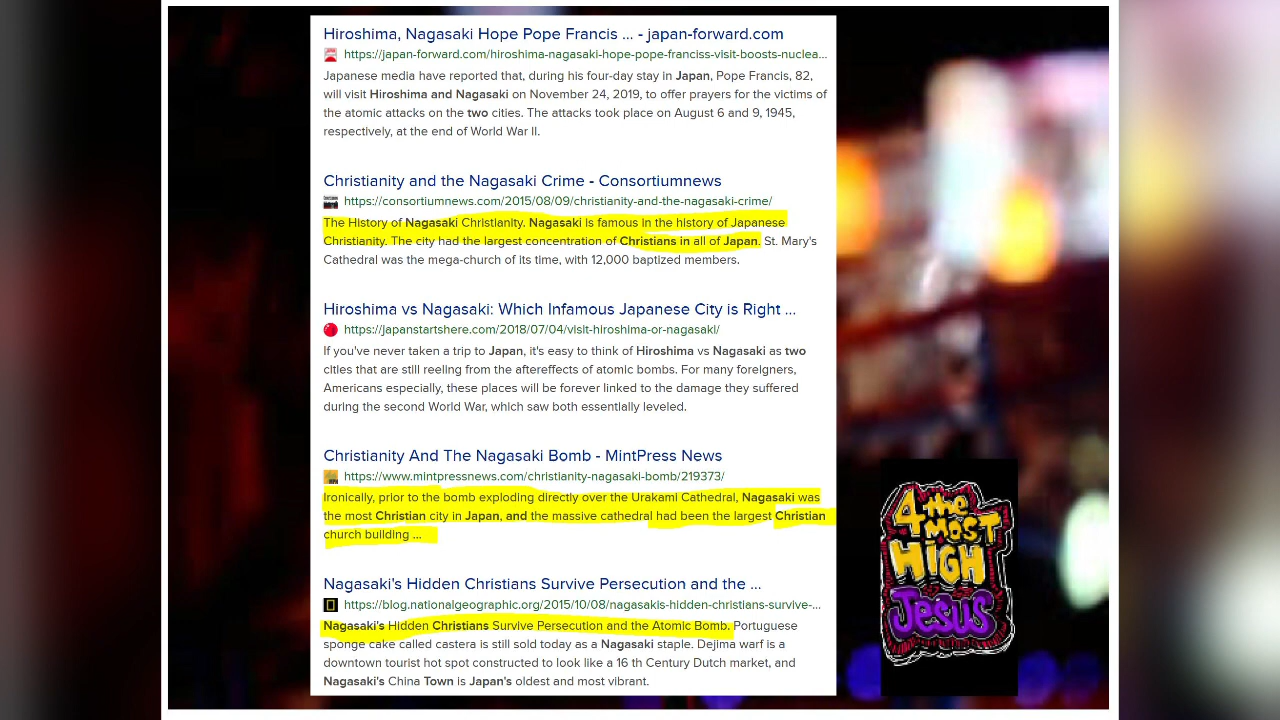 Hiroshima, Nagasaki Hope Pope Francis ... - japan-forward.com
https://japan-forward.com/hiroshima-nagasaki-hope-pope-franciss-visit-boosts-nuclea...
Japanese media have reported that, during his four-day stay in Japan, Pope Francis, 82,
will visit Hiroshima and Nagasaki on November 24, 2019, to offer prayers for the victims of
the atomic attacks on the two cities. The attacks took place on August 6 and 9, 1945,
respectively, at the end of World War II.
Christianity and the Nagasaki Crime - Consortiumnews
https://consortiumnews.com/2015/08/09/christianity-and-the-nagasaki-crime/
The History of Nagasaki Christianity. Nagasaki is famous in the history of Japanese
Christianity. The city had the largest concentration of Christians in all of Japan. St. Mary's
Cathedral was the mega-church of its time, with 12,000 baptized members.
Hiroshima vs Nagasaki: Which Infamous Japanese City is Right ...
https://japanstartshere.com/2018/07/04/visit-hiroshima-or-nagasaki/
If you've never taken a trip to Japan, it's easy to think of Hiroshima vs Nagasaki as two
cities that are still reeling from the aftereffects of atomic bombs. For many foreigners,
Americans especially, these places will be forever linked to the damage they suffered
during the second World War, which saw both essentially leveled.
Christianity And The Nagasaki Bomb - MintPress News
https://www.mintpressnews.com/christianity-nagasaki-bomb/219373/
Ironically, prior to the bomb exploding directly over the Urakami Cathedral, Nagasaki was
the most Christian city in Japan, and the massive cathedral had been the largest Christian
church building ...
Nagasaki's Hidden Christians Survive Persecution and the ...
https://blog.nationalgeographic.org/2015/10/08/nagasakis-hidden-christians-survive-...
Nagasaki's Hidden Christians Survive Persecution and the Atomic Bomb. Portuguese
sponge cake called castera is still sold today as a Nagasaki staple. Dejima warf is a
downtown tourist hot spot constructed to look like a 16 th Century Dutch market, and
Nagasaki's China Town is Japan's oldest and most vibrant.
4 the
MOST
HIGH
Jesus